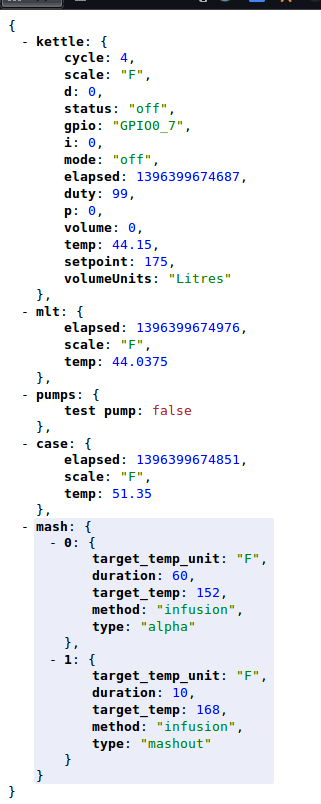 {
- kettle: {
cycle: 4,
scale: "F",
d: 0,
status: "off",
gpio: "GPIO0_7",
i: 0,
mode: "off",
elapsed: 1396399674687,
duty: 99,
p: 0,
volume: 0,
temp: 44.15,
setpoint: 175,
volumeUnits: "Litres"
},
- mlt: {
elapsed: 1396399674976,
scale: "F",
temp: 44.0375
},
- pumps: {
test pump: false
},
- case: {
elapsed: 1396399674851,
scale: "F",
temp: 51.35
},
- mash: {
- 0: {
target_temp_unit: "F",
duration: 60,
target_temp: 152,
method: "infusion",
type: "alpha"
},
- 1: {
target_temp_unit: "F",
duration: 10,
target_temp: 168,
method: "infusion",
type: "mashout"
}
}
}